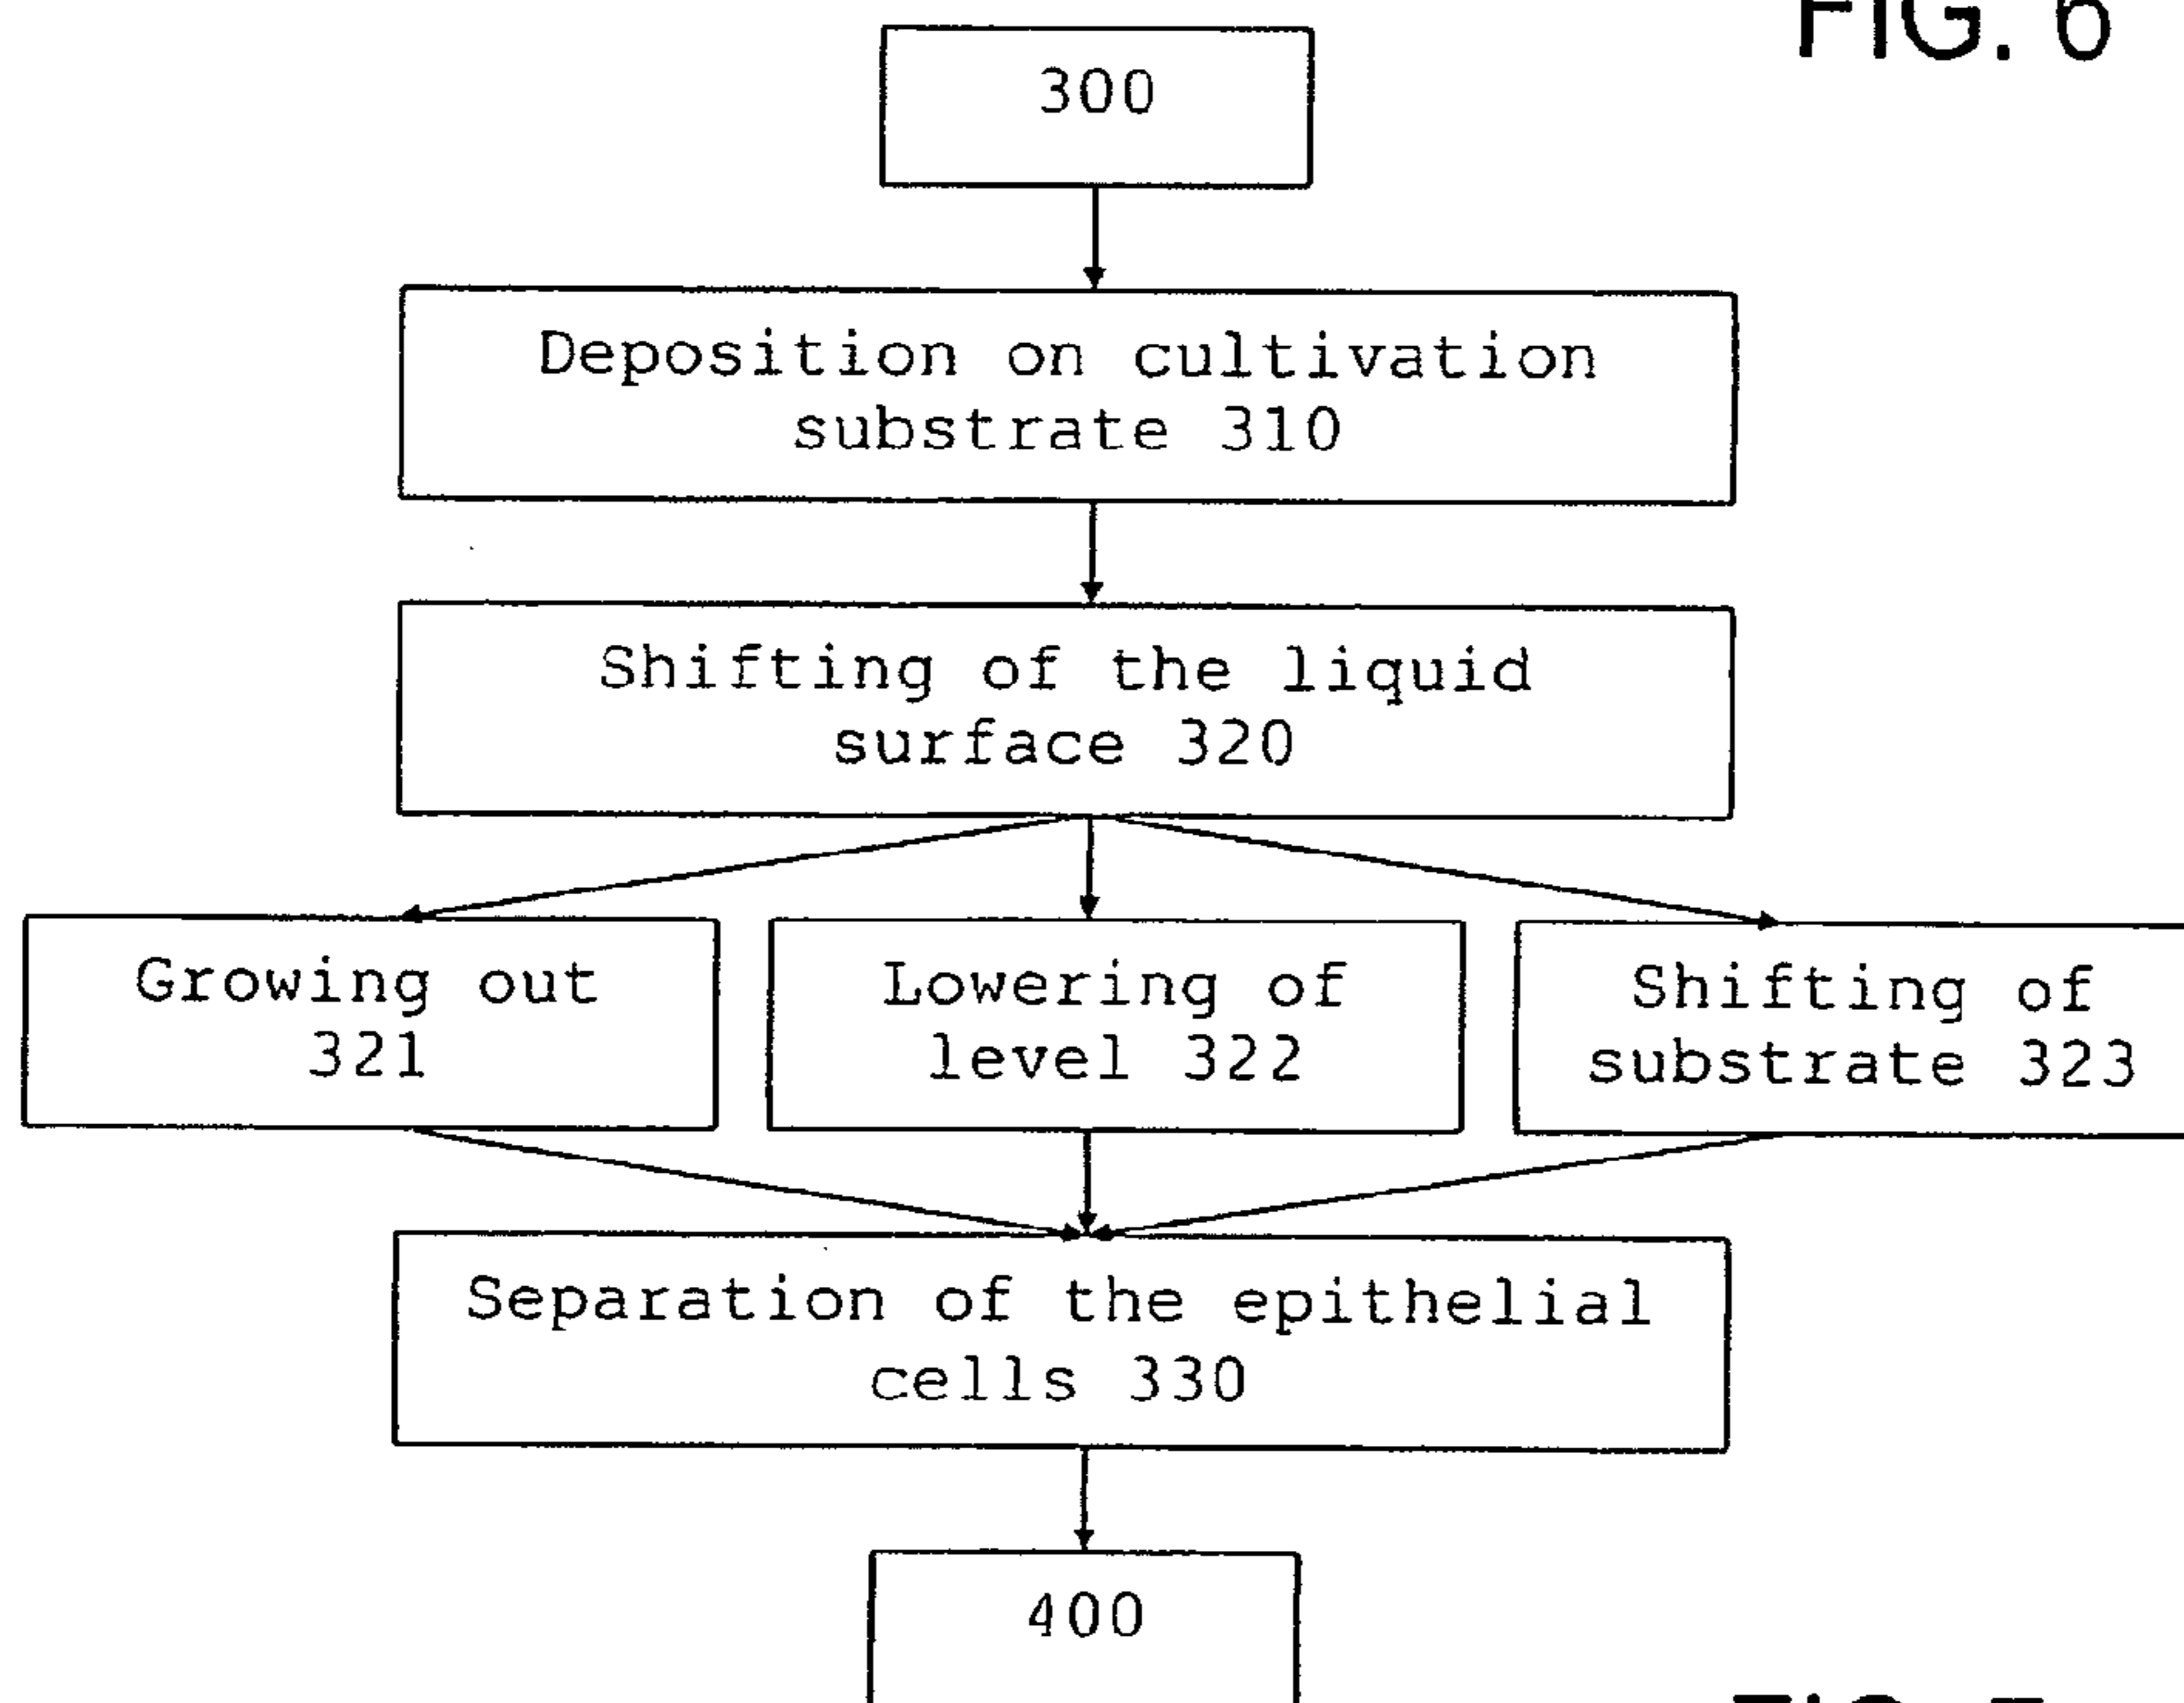 FIG. 6
300
Deposition on cultivation
substrate 310
Shifting of the liquid
surface 320
Growing out
321
Lowering of
level 322
Shifting of
substrate 323
Separation of the epithelial
cells 330
400